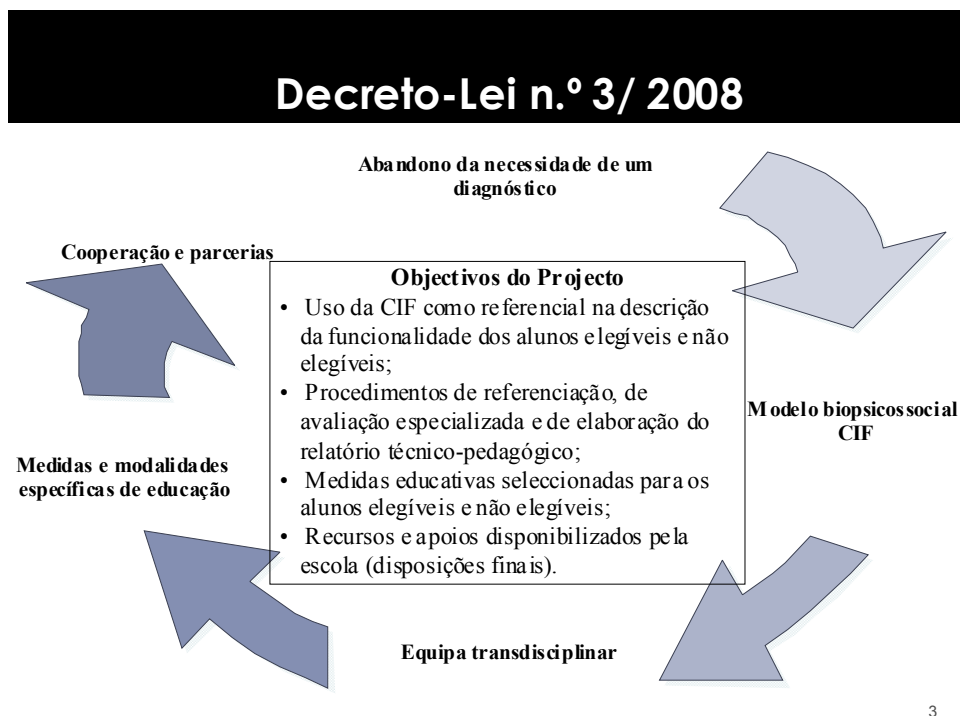 Decreto-Lei n.º 3/ 2008
Abandono da necessidade de um
diagnóstico
Cooperação e parcerias
Objectivos do Projecto
• Uso da CIF como referencial na descrição
da funcionalidade dos alunos elegíveis e não
elegíveis;
• Procedimentos de referenciação, de
avaliação especializada e de elaboração do
relatório técnico-pedagógico;
• Medidas educativas seleccionadas para os
alunos elegíveis e não elegíveis;
• Recursos e apoios disponibilizados pela
escola (disposições finais).
Modelo biopsicossocial
CIF
Medidas e modalidades
específicas de educação
Equipa transdisciplinar
3